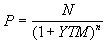 P = N / (1 + YTM)^n